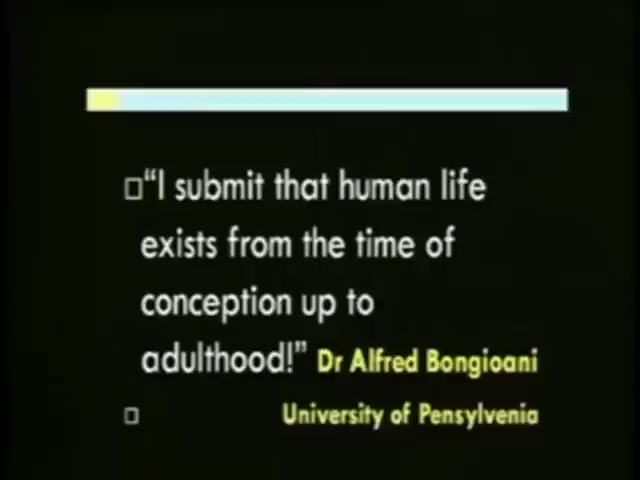 “I submit that human life
exists from the time of
conception up to
adulthood!” Dr Alfred Bongioani
University of Pensylvenia